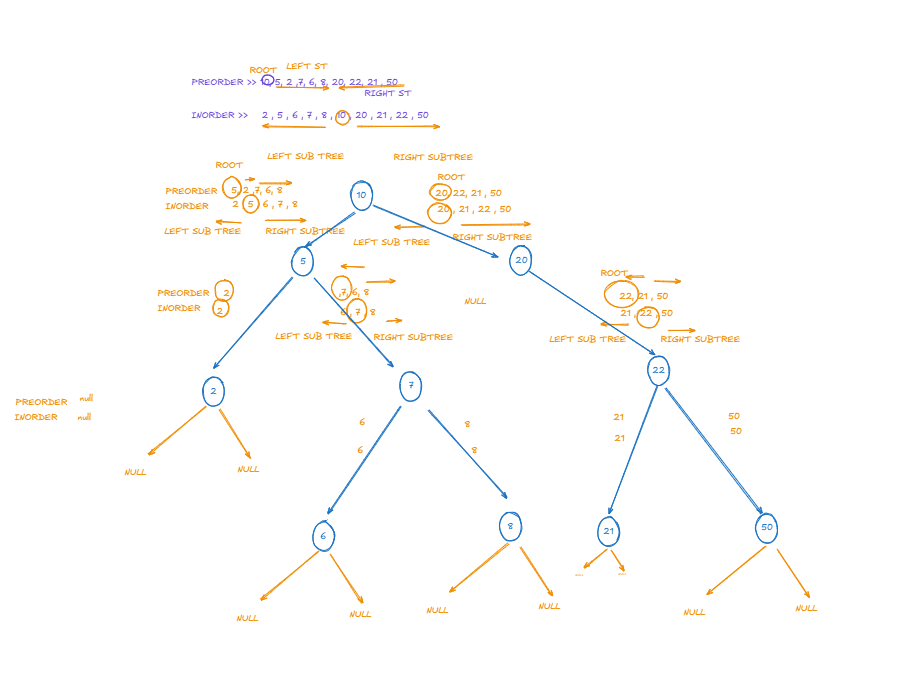 ROOT LEFT ST
PREORDER >> 10, 5, 2 ,7, 6, 8, 20, 22, 21 , 50
RIGHT ST
INORDER >> 2 , 5 , 6 , 7 , 8 , 10 , 20 , 21 , 22 , 50
LEFT SUB TREE RIGHT SUBTREE
ROOT
PREORDER 5, 2 ,7, 6, 8
INORDER 2 5 6 , 7 , 8
LEFT SUB TREE RIGHT SUBTREE
10
ROOT
20, 22, 21 , 50
20 , 21 , 22 , 50
LEFT SUB TREE RIGHT SUBTREE
5
20
PREORDER 2
INORDER 2
,7, 6, 8
6 , 7 , 8
LEFT SUB TREE RIGHT SUBTREE
NULL
ROOT
22, 21 , 50
21 , 22 , 50
LEFT SUB TREE RIGHT SUBTREE
2
7
22
PREORDER null
INORDER null
NULL NULL
6 8
6 8
21 50
21 50
6
8
21
50
NULL NULL
NULL NULL
NULL NULL